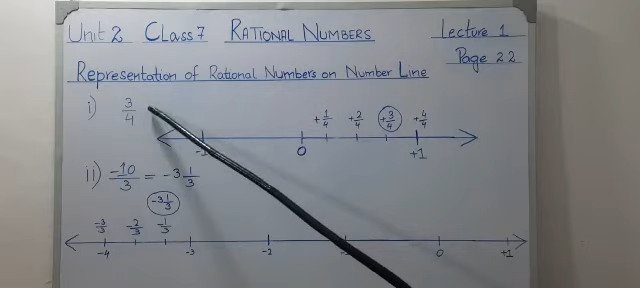 Unit 2 Class 7 RATIONAL NUMBERS Lecture 1
Page 22
Representation of Rational Numbers on Number Line
i) 3/4
+1/4 +2/4 +3/4 +4/4
-1 0 +1
ii) -10/3 = -3 1/3
-3 1/3
-3/3 -2/3 -1/3
-4 -3 -2 0 +1